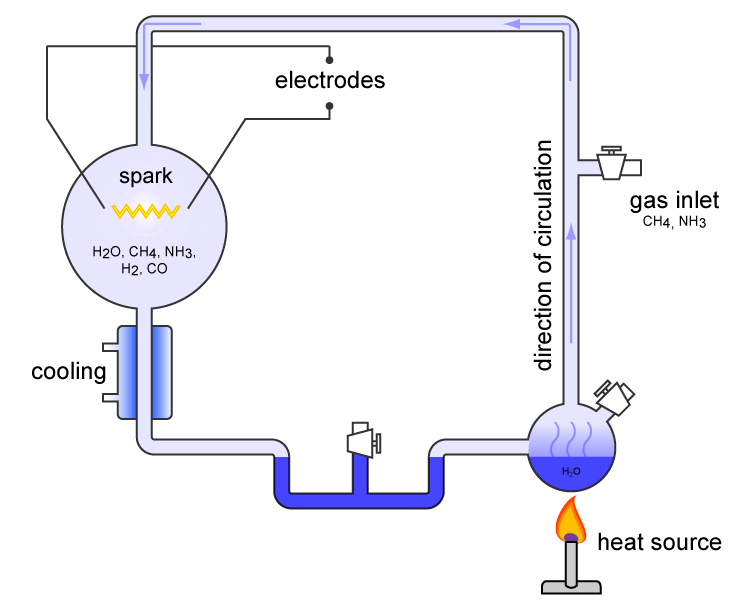 electrodes
spark
direction of circulation
gas inlet
CH4, NH3
H2O, CH4, NH3,
H2, CO
cooling
H₂O
heat source